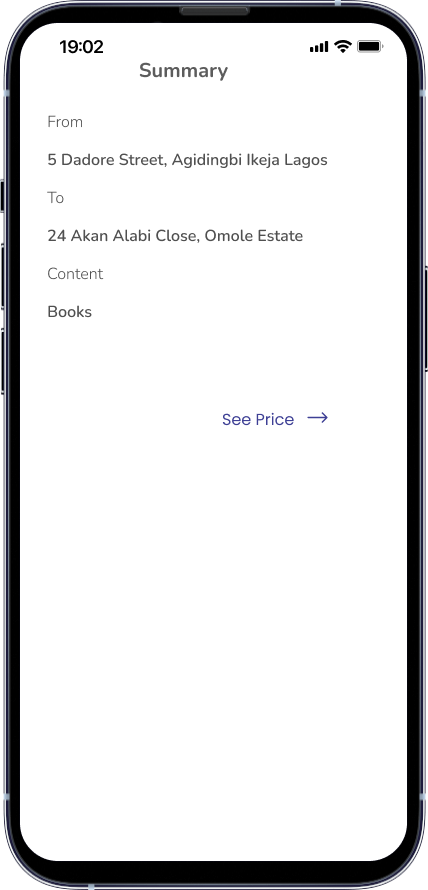 19:02
Summary
From
5 Dadore Street, Agidingbi Ikeja Lagos
To
24 Akan Alabi Close, Omole Estate
Content
Books
See Price